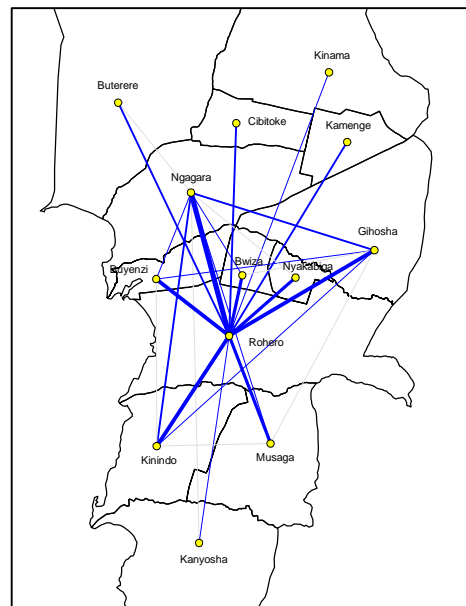 Kinama
Buterere
Cibitoke
Kamenge
Ngagara
Gihosha
Bwiza
Buyenzi
Nyakabiga
Rohero
Kinindo
Musaga
Kanyosha